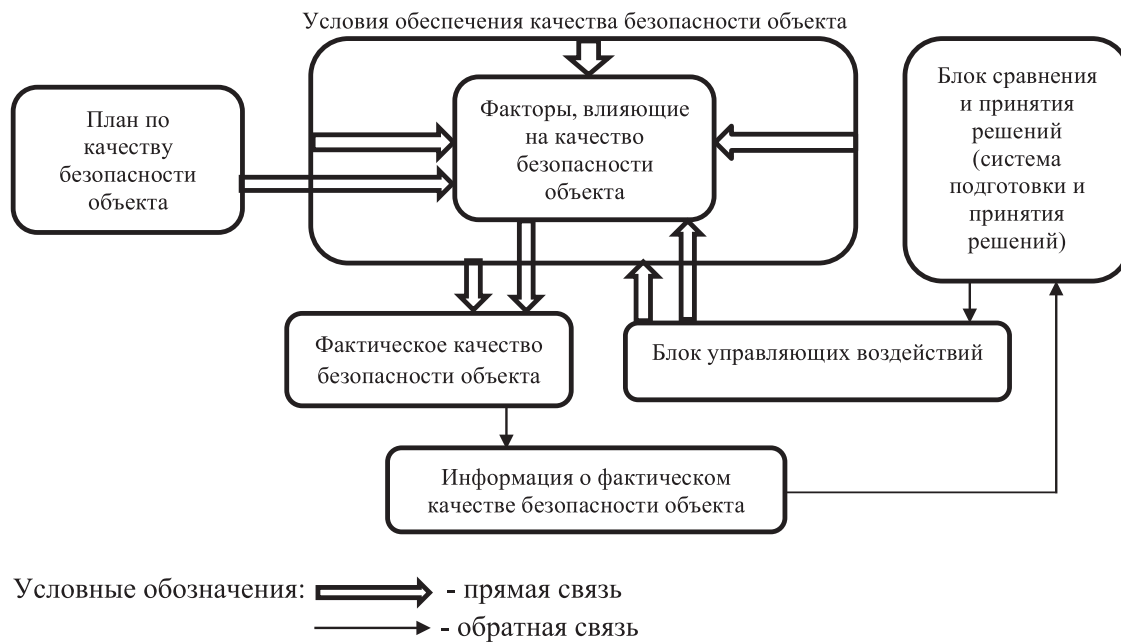 Условия обеспечения качества безопасности объекта
План по
качеству
безопасности
объекта
Факторы, влияющие
на качество
безопасности
объекта
Блок сравнения
и принятия
решений
(система
подготовки и
принятия
решений)
Фактическое качество
безопасности объекта
Блок управляющих воздействий
Информация о фактическом
качестве безопасности объекта
Условные обозначения: - прямая связь
- обратная связь